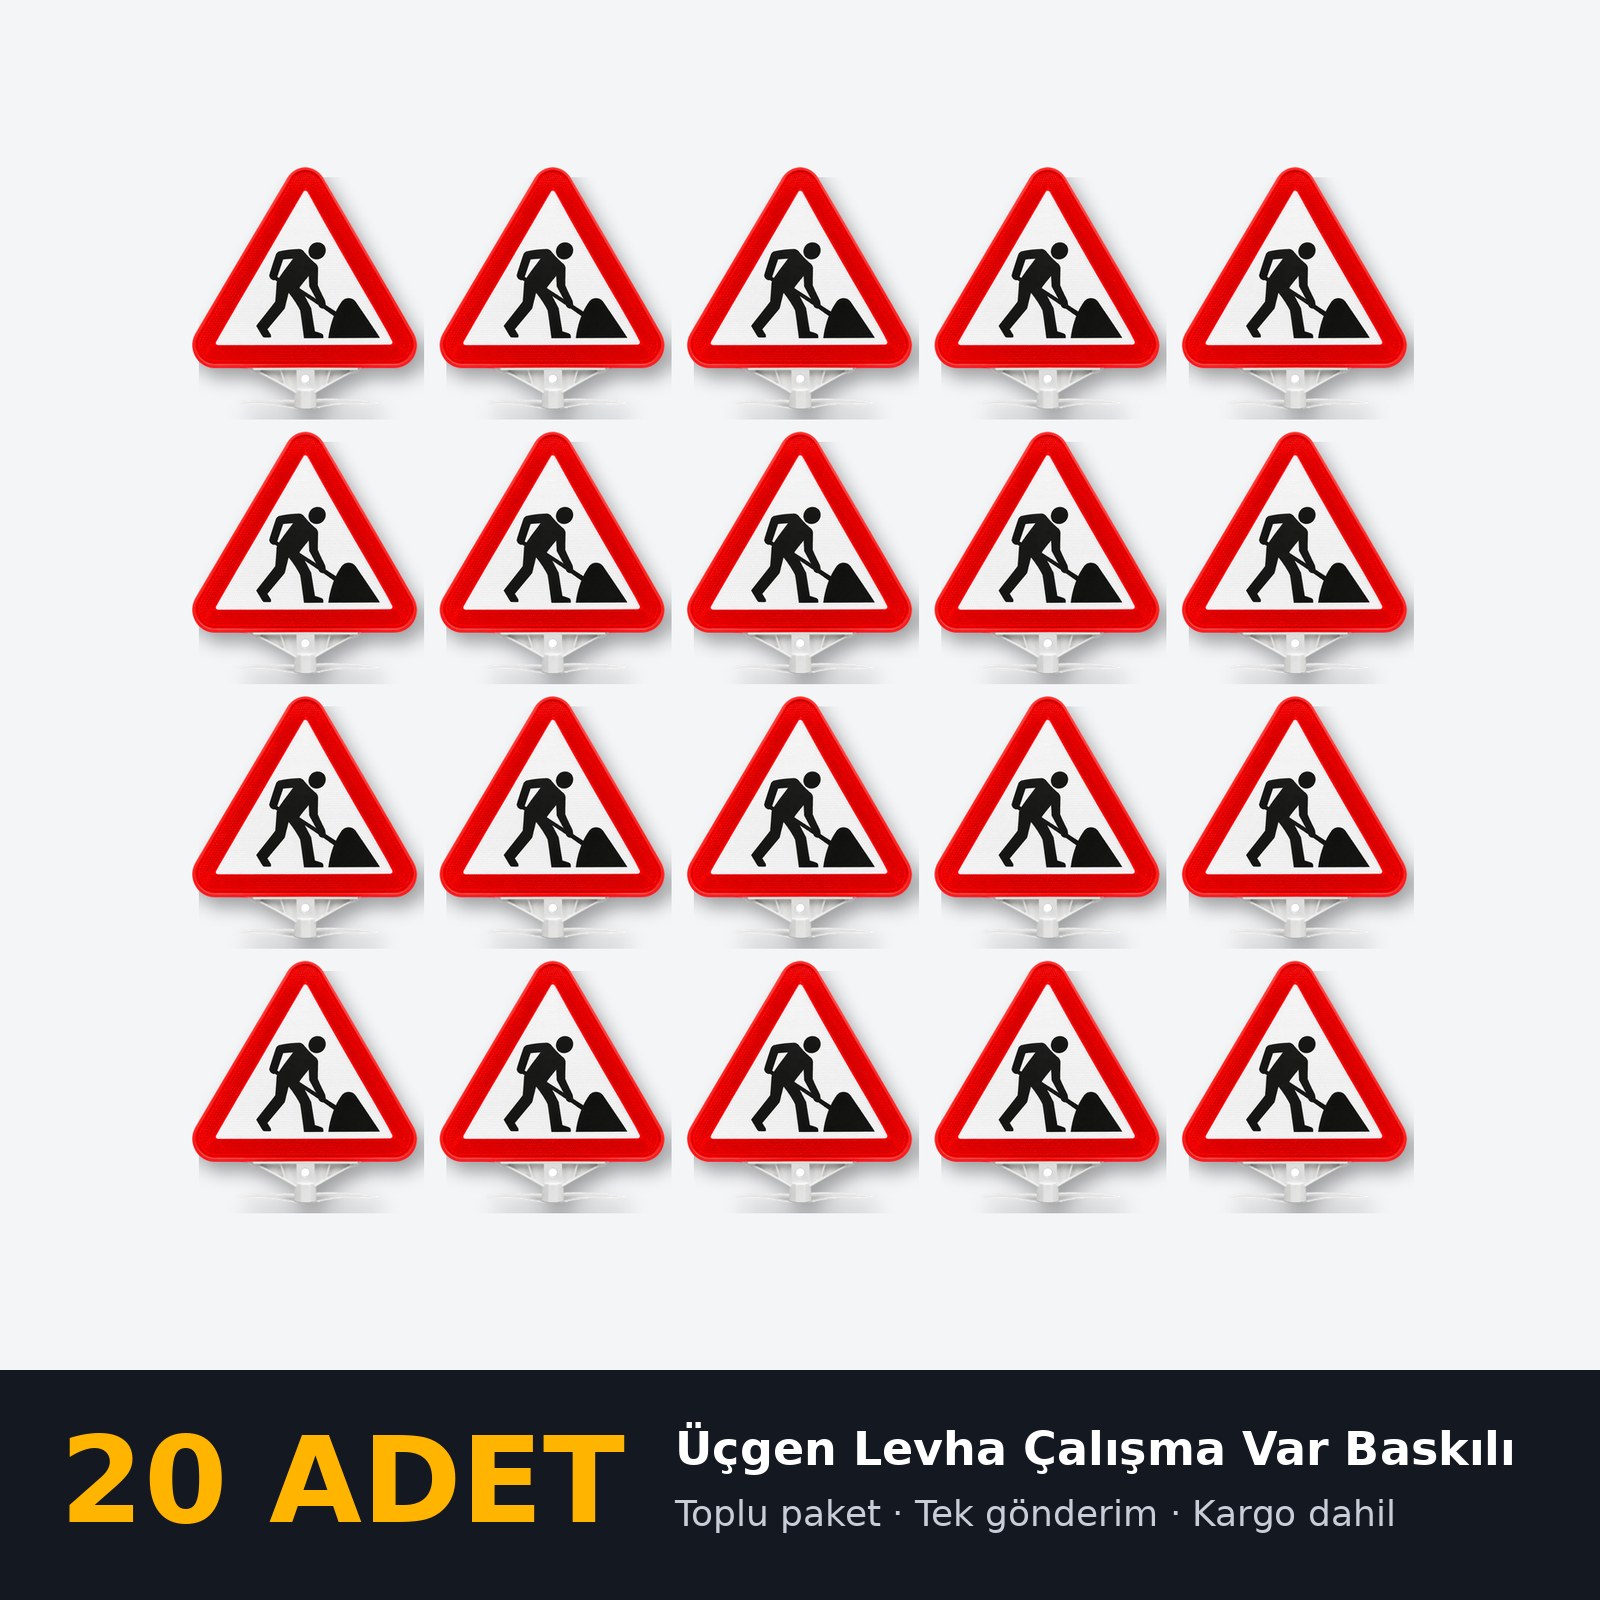 20 ADET
Üçgen Levha Çalışma Var Baskılı
Toplu paket · Tek gönderim · Kargo dahil